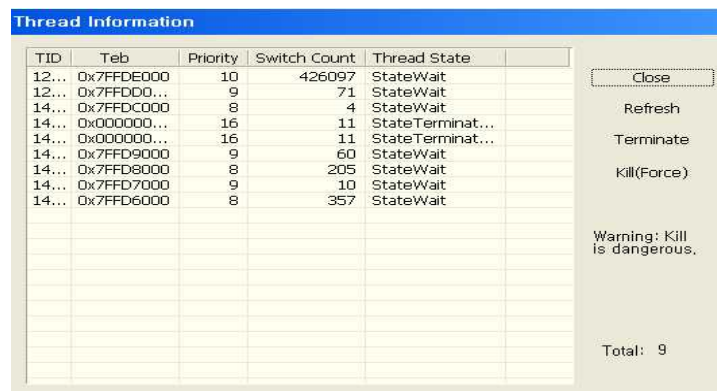 Thread Information
TID Teb Priority Switch Count Thread State
12... 0x7FFDE000 10 426097 StateWait
12... 0x7FFDD0... 9 71 StateWait
14... 0x7FFDC000 8 4 StateWait
14... 0x000000... 16 11 StateTerminat...
14... 0x000000... 16 11 StateTerminat...
14... 0x7FFD9000 9 60 StateWait
14... 0x7FFD8000 8 205 StateWait
14... 0x7FFD7000 9 10 StateWait
14... 0x7FFD6000 8 357 StateWait
Close
Refresh
Terminate
Kill(Force)
Warning: Kill
is dangerous,
Total: 9